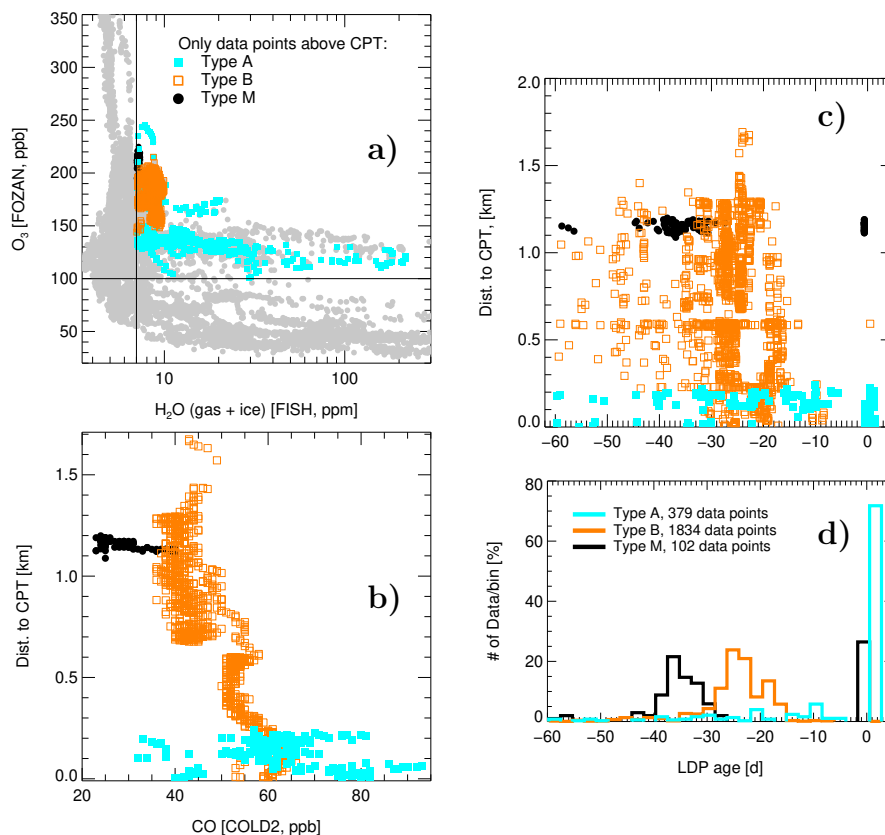 350
300
250
200
150
100
50
O₃ [FOZAN, ppb]
Only data points above CPT:
Type A
Type B
Type M
a)
10
100
H₂O (gas + ice) [FISH, ppm]
1.5
1.0
0.5
0.0
Dist. to CPT [km]
b)
20
40
60
80
CO [COLD2, ppb]
2.0
1.5
1.0
0.5
0.0
Dist. to CPT, [km]
c)
−60
−50
−40
−30
−20
−10
0
80
60
40
20
0
# of Data/bin [%]
Type A, 379 data points
Type B, 1834 data points
Type M, 102 data points
d)
−60
−50
−40
−30
−20
−10
0
LDP age [d]